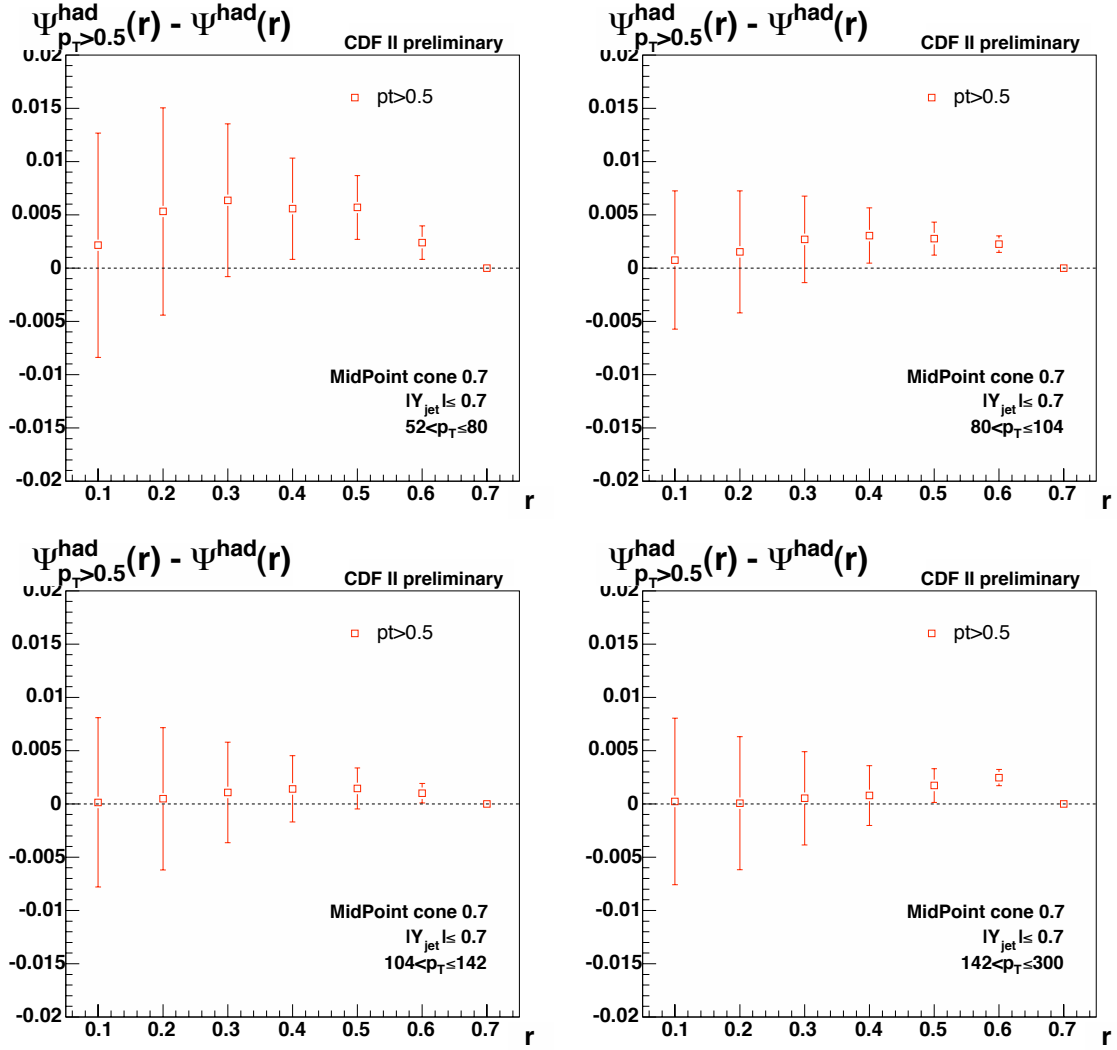 Ψ^had_pT>0.5(r) - Ψ^had(r)
CDF II preliminary
pt>0.5
0.02
0.015
0.01
0.005
0
-0.005
-0.01
-0.015
-0.02
MidPoint cone 0.7
|Y_jet|≤ 0.7
52<p_T≤80
0.1 0.2 0.3 0.4 0.5 0.6 0.7
r
Ψ^had_pT>0.5(r) - Ψ^had(r)
CDF II preliminary
pt>0.5
0.02
0.015
0.01
0.005
0
-0.005
-0.01
-0.015
-0.02
MidPoint cone 0.7
|Y_jet|≤ 0.7
80<p_T≤104
0.1 0.2 0.3 0.4 0.5 0.6 0.7
r
Ψ^had_pT>0.5(r) - Ψ^had(r)
CDF II preliminary
pt>0.5
0.02
0.015
0.01
0.005
0
-0.005
-0.01
-0.015
-0.02
MidPoint cone 0.7
|Y_jet|≤ 0.7
104<p_T≤142
0.1 0.2 0.3 0.4 0.5 0.6 0.7
r
Ψ^had_pT>0.5(r) - Ψ^had(r)
CDF II preliminary
pt>0.5
0.02
0.015
0.01
0.005
0
-0.005
-0.01
-0.015
-0.02
MidPoint cone 0.7
|Y_jet|≤ 0.7
142<p_T≤300
0.1 0.2 0.3 0.4 0.5 0.6 0.7
r